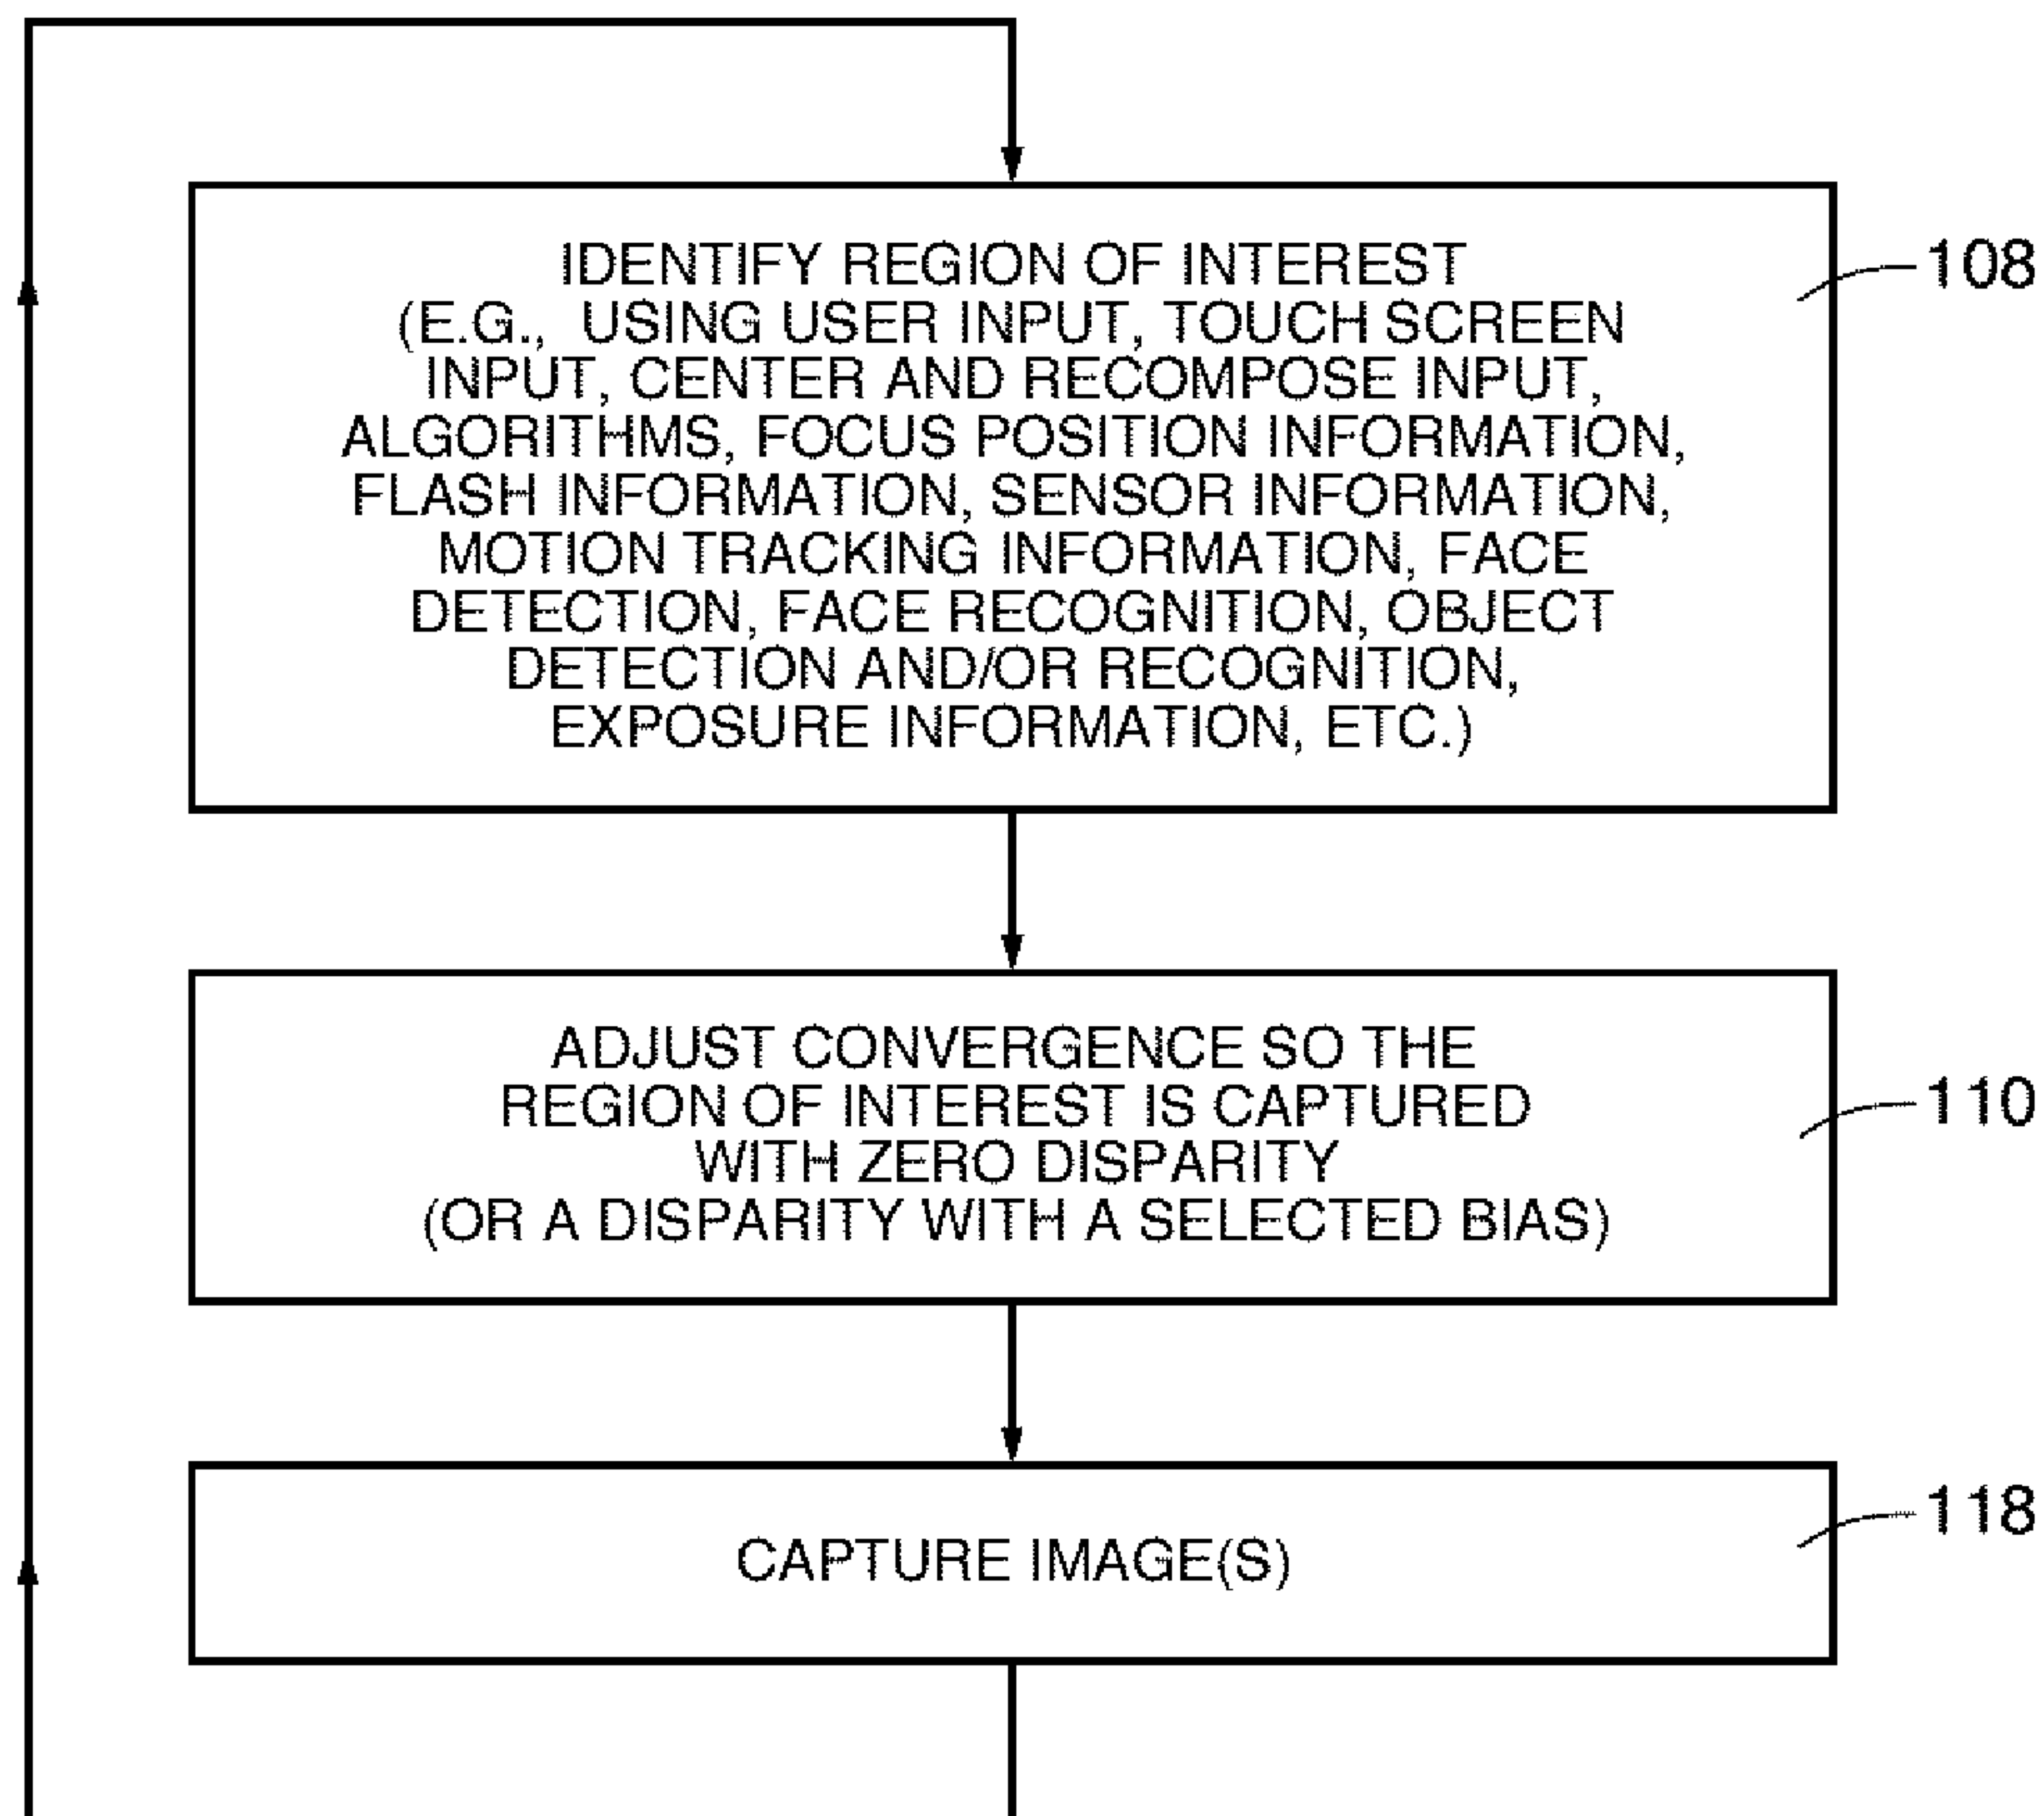 IDENTIFY REGION OF INTEREST
108
(E.G., USING USER INPUT, TOUCH SCREEN
INPUT, CENTER AND RECOMPOSE INPUT,
ALGORITHMS, FOCUS POSITION INFORMATION,
FLASH INFORMATION, SENSOR INFORMATION,
MOTION TRACKING INFORMATION, FACE
DETECTION, FACE RECOGNITION, OBJECT
DETECTION AND/OR RECOGNITION,
EXPOSURE INFORMATION, ETC.)
ADJUST CONVERGENCE SO THE
REGION OF INTEREST IS CAPTURED
110
WITH ZERO DISPARITY
(OR A DISPARITY WITH A SELECTED BIAS)
118
CAPTURE IMAGE(S)